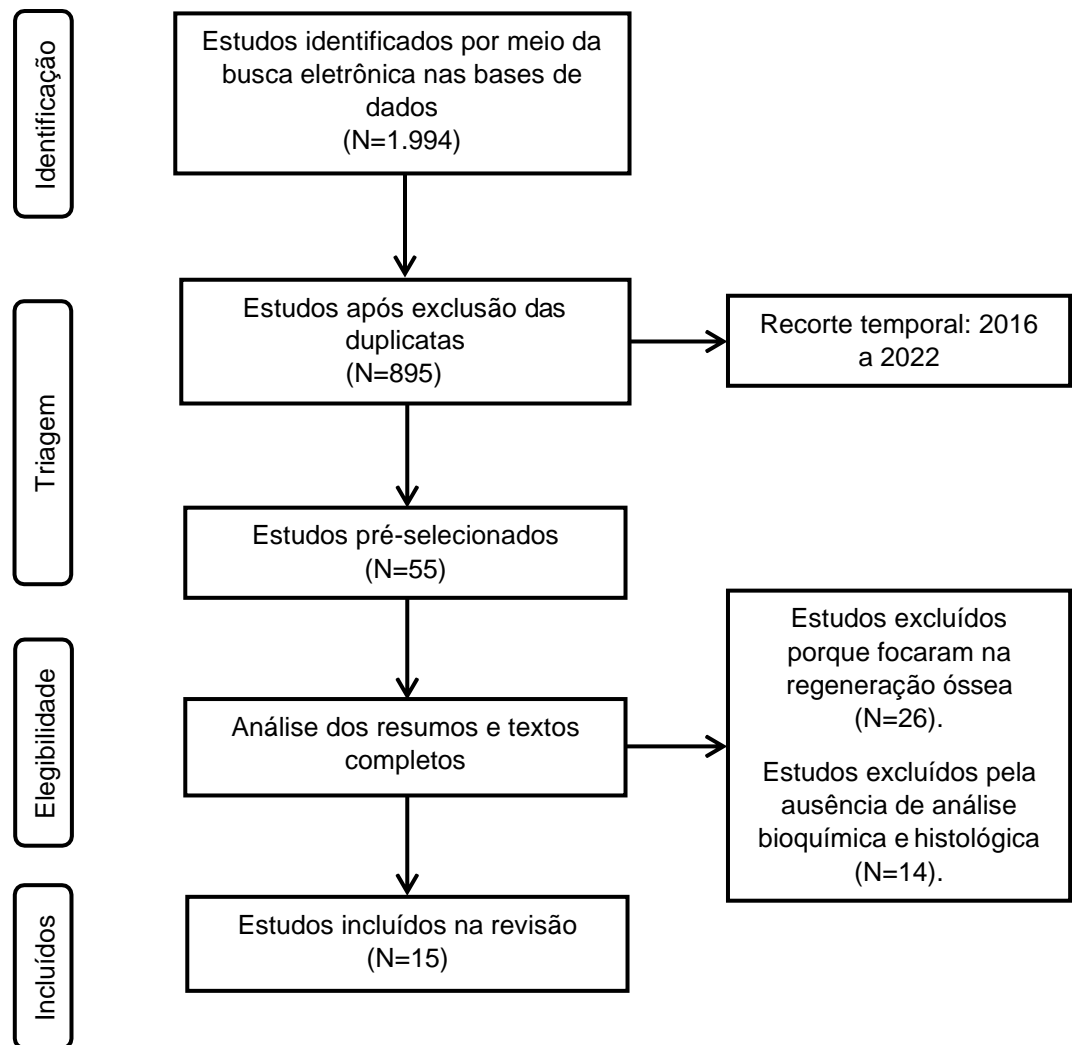 Identificação
Estudos identificados por meio da
busca eletrônica nas bases de
dados
(N=1.994)
Triagem
Estudos após exclusão das
duplicatas
(N=895)
Recorte temporal: 2016
a 2022
Estudos pré-selecionados
(N=55)
Elegibilidade
Análise dos resumos e textos
completos
Estudos excluídos
porque focaram na
regeneração óssea
(N=26).
Estudos excluídos pela
ausência de análise
bioquímica e histológica
(N=14).
Incluídos
Estudos incluídos na revisão
(N=15)